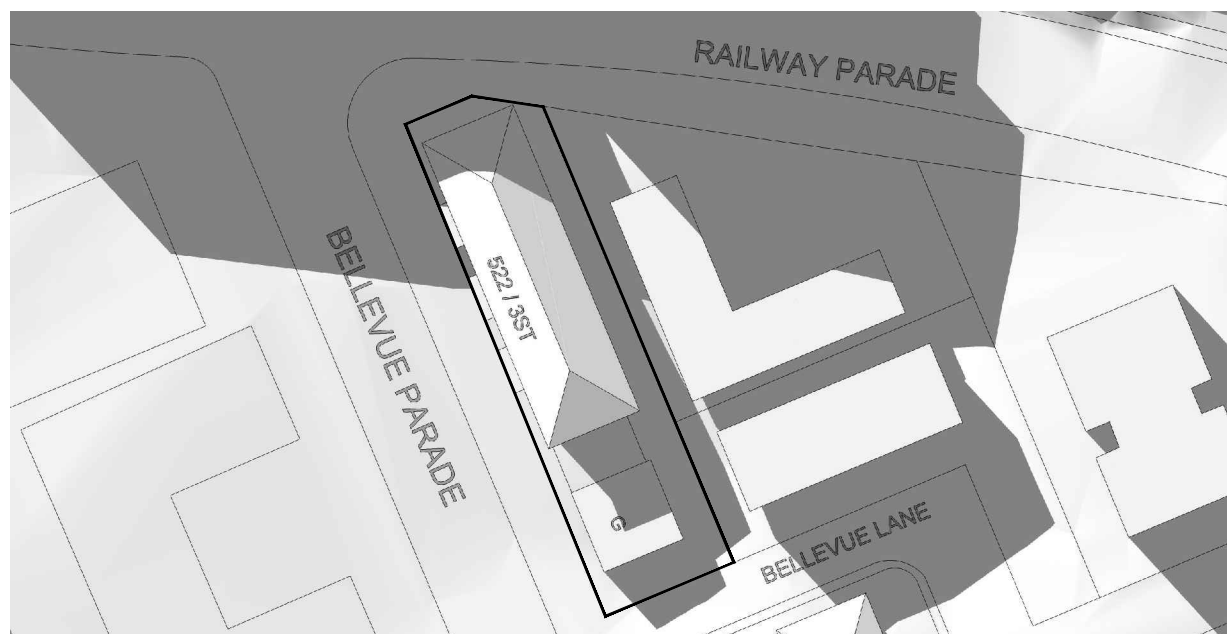 RAILWAY PARADE
BELLEVUE PARADE
522 / 3ST
G
BELLEVUE LANE